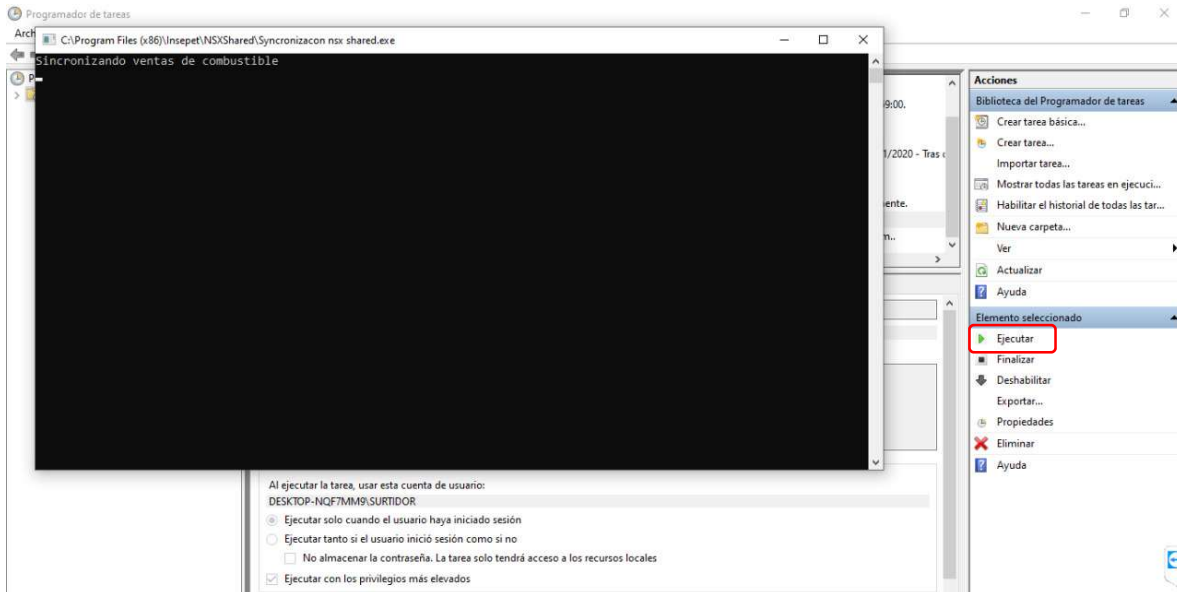 Programador de tareas
Arch
C:\Program Files (x86)\Insepet\NSXShared\Syncronizacon nsx shared.exe
Sincronizando ventas de combustible
P
9:00.
1/2020 - Tras
ente.
Acciones
Biblioteca del Programador de tareas
Crear tarea básica...
Crear tarea...
Importar tarea...
Mostrar todas las tareas en ejecuci...
Habilitar el historial de todas las tar...
Nueva carpeta...
Ver
Actualizar
Ayuda
Elemento seleccionado
Ejecutar
Finalizar
Deshabilitar
Exportar...
Propiedades
Eliminar
Ayuda
Al ejecutar la tarea, usar esta cuenta de usuario:
DESKTOP-NQF7MM9\SURTIDOR
Ejecutar solo cuando el usuario haya iniciado sesión
Ejecutar tanto si el usuario inició sesión como si no
No almacenar la contraseña. La tarea solo tendrá acceso a los recursos locales
Ejecutar con los privilegios más elevados